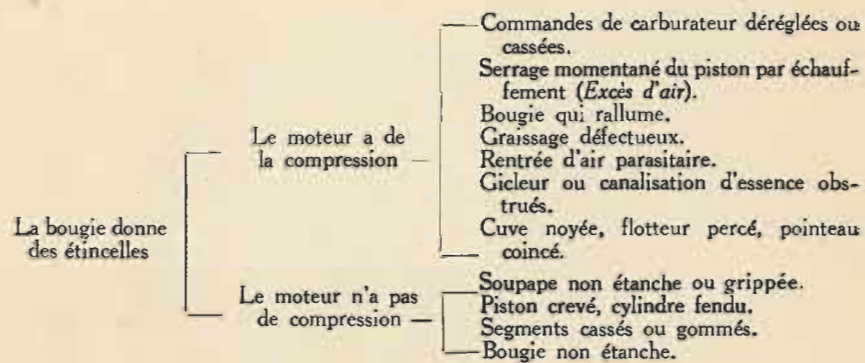 La bougie donne
des étincelles
Le moteur a de
la compression
Commandes de carburateur déréglées ou
cassées.
Serrage momentané du piston par échauf-
fement (Excès d'air).
Bougie qui rallume.
Graissage défectueux.
Rentrée d'air parasitaire.
Gicleur ou canalisation d'essence obs-
trués.
Cuve noyée, flotteur percé, pointeau
coincé.
Le moteur n'a pas
de compression
Soupape non étanche ou grippée.
Piston crevé, cylindre fendu.
Segments cassés ou gommés.
Bougie non étanche.